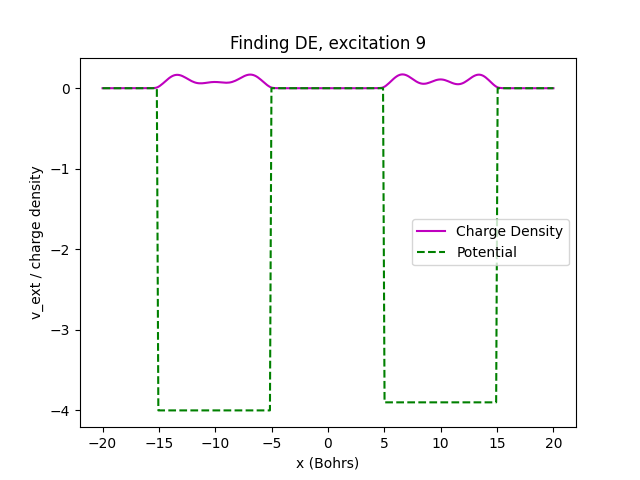 Finding DE, excitation 9
v_ext / charge density
0
−1
−2
−3
−4
Charge Density
Potential
−20
−15
−10
−5
0
5
10
15
20
x (Bohrs)